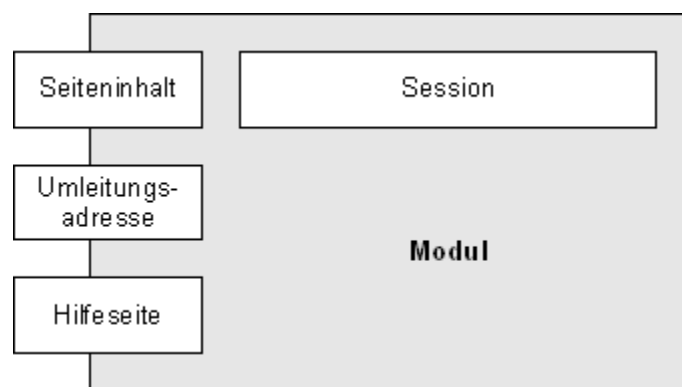 Seiteninhalt
Session
Umleitungs-
adresse
Modul
Hilfeseite